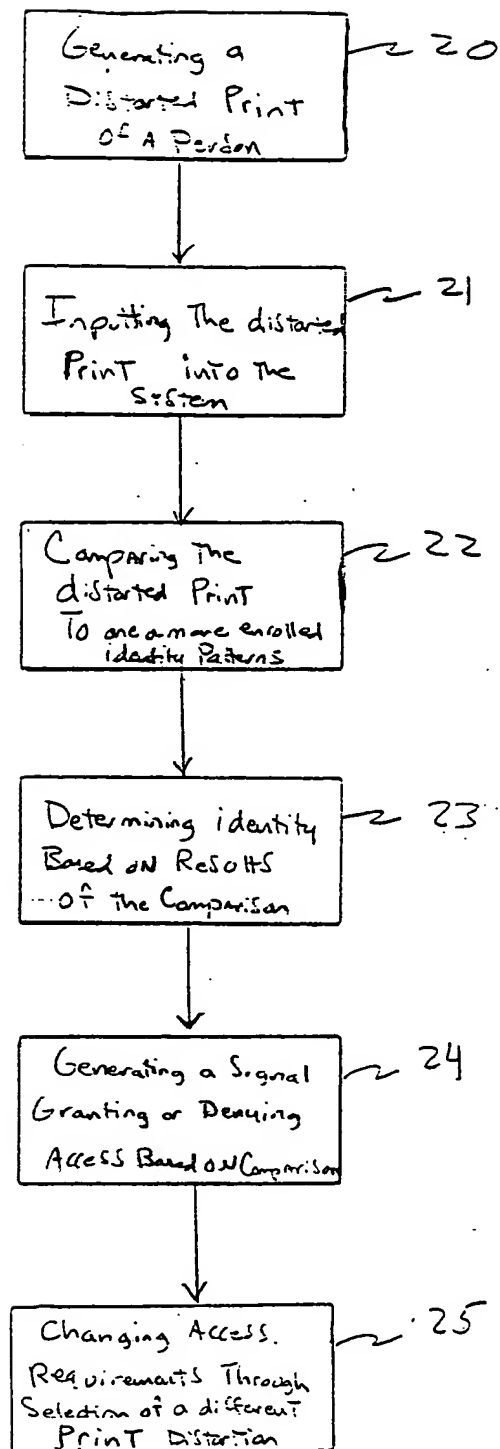 Generating a
Distorted Print
of A Perdon
20
Inputting The distorted
Print into The
System
21
Comparing The
distorted Print
To one or more enrolled
identity Patterns
22
Determining identity
Based on Results
of the Comparison
23
Generating a Signal
Granting or Denying
Access Based on Comparison
24
Changing Access.
Requirements Through
Selection of a different
Print Distortion
25